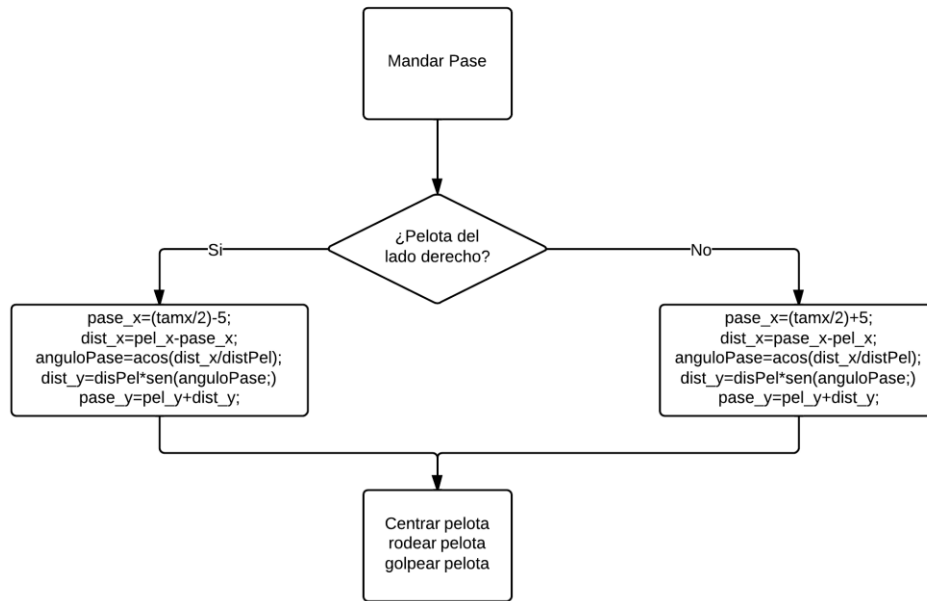 Mandar Pase
¿Pelota del
lado derecho?
Si
No
pase_x=(tamx/2)-5;
dist_x=pel_x-pase_x;
anguloPase=acos(dist_x/distPel);
dist_y=disPel*sen(anguloPase;)
pase_y=pel_y+dist_y;
pase_x=(tamx/2)+5;
dist_x=pase_x-pel_x;
anguloPase=acos(dist_x/distPel);
dist_y=disPel*sen(anguloPase;)
pase_y=pel_y+dist_y;
Centrar pelota
rodear pelota
golpear pelota